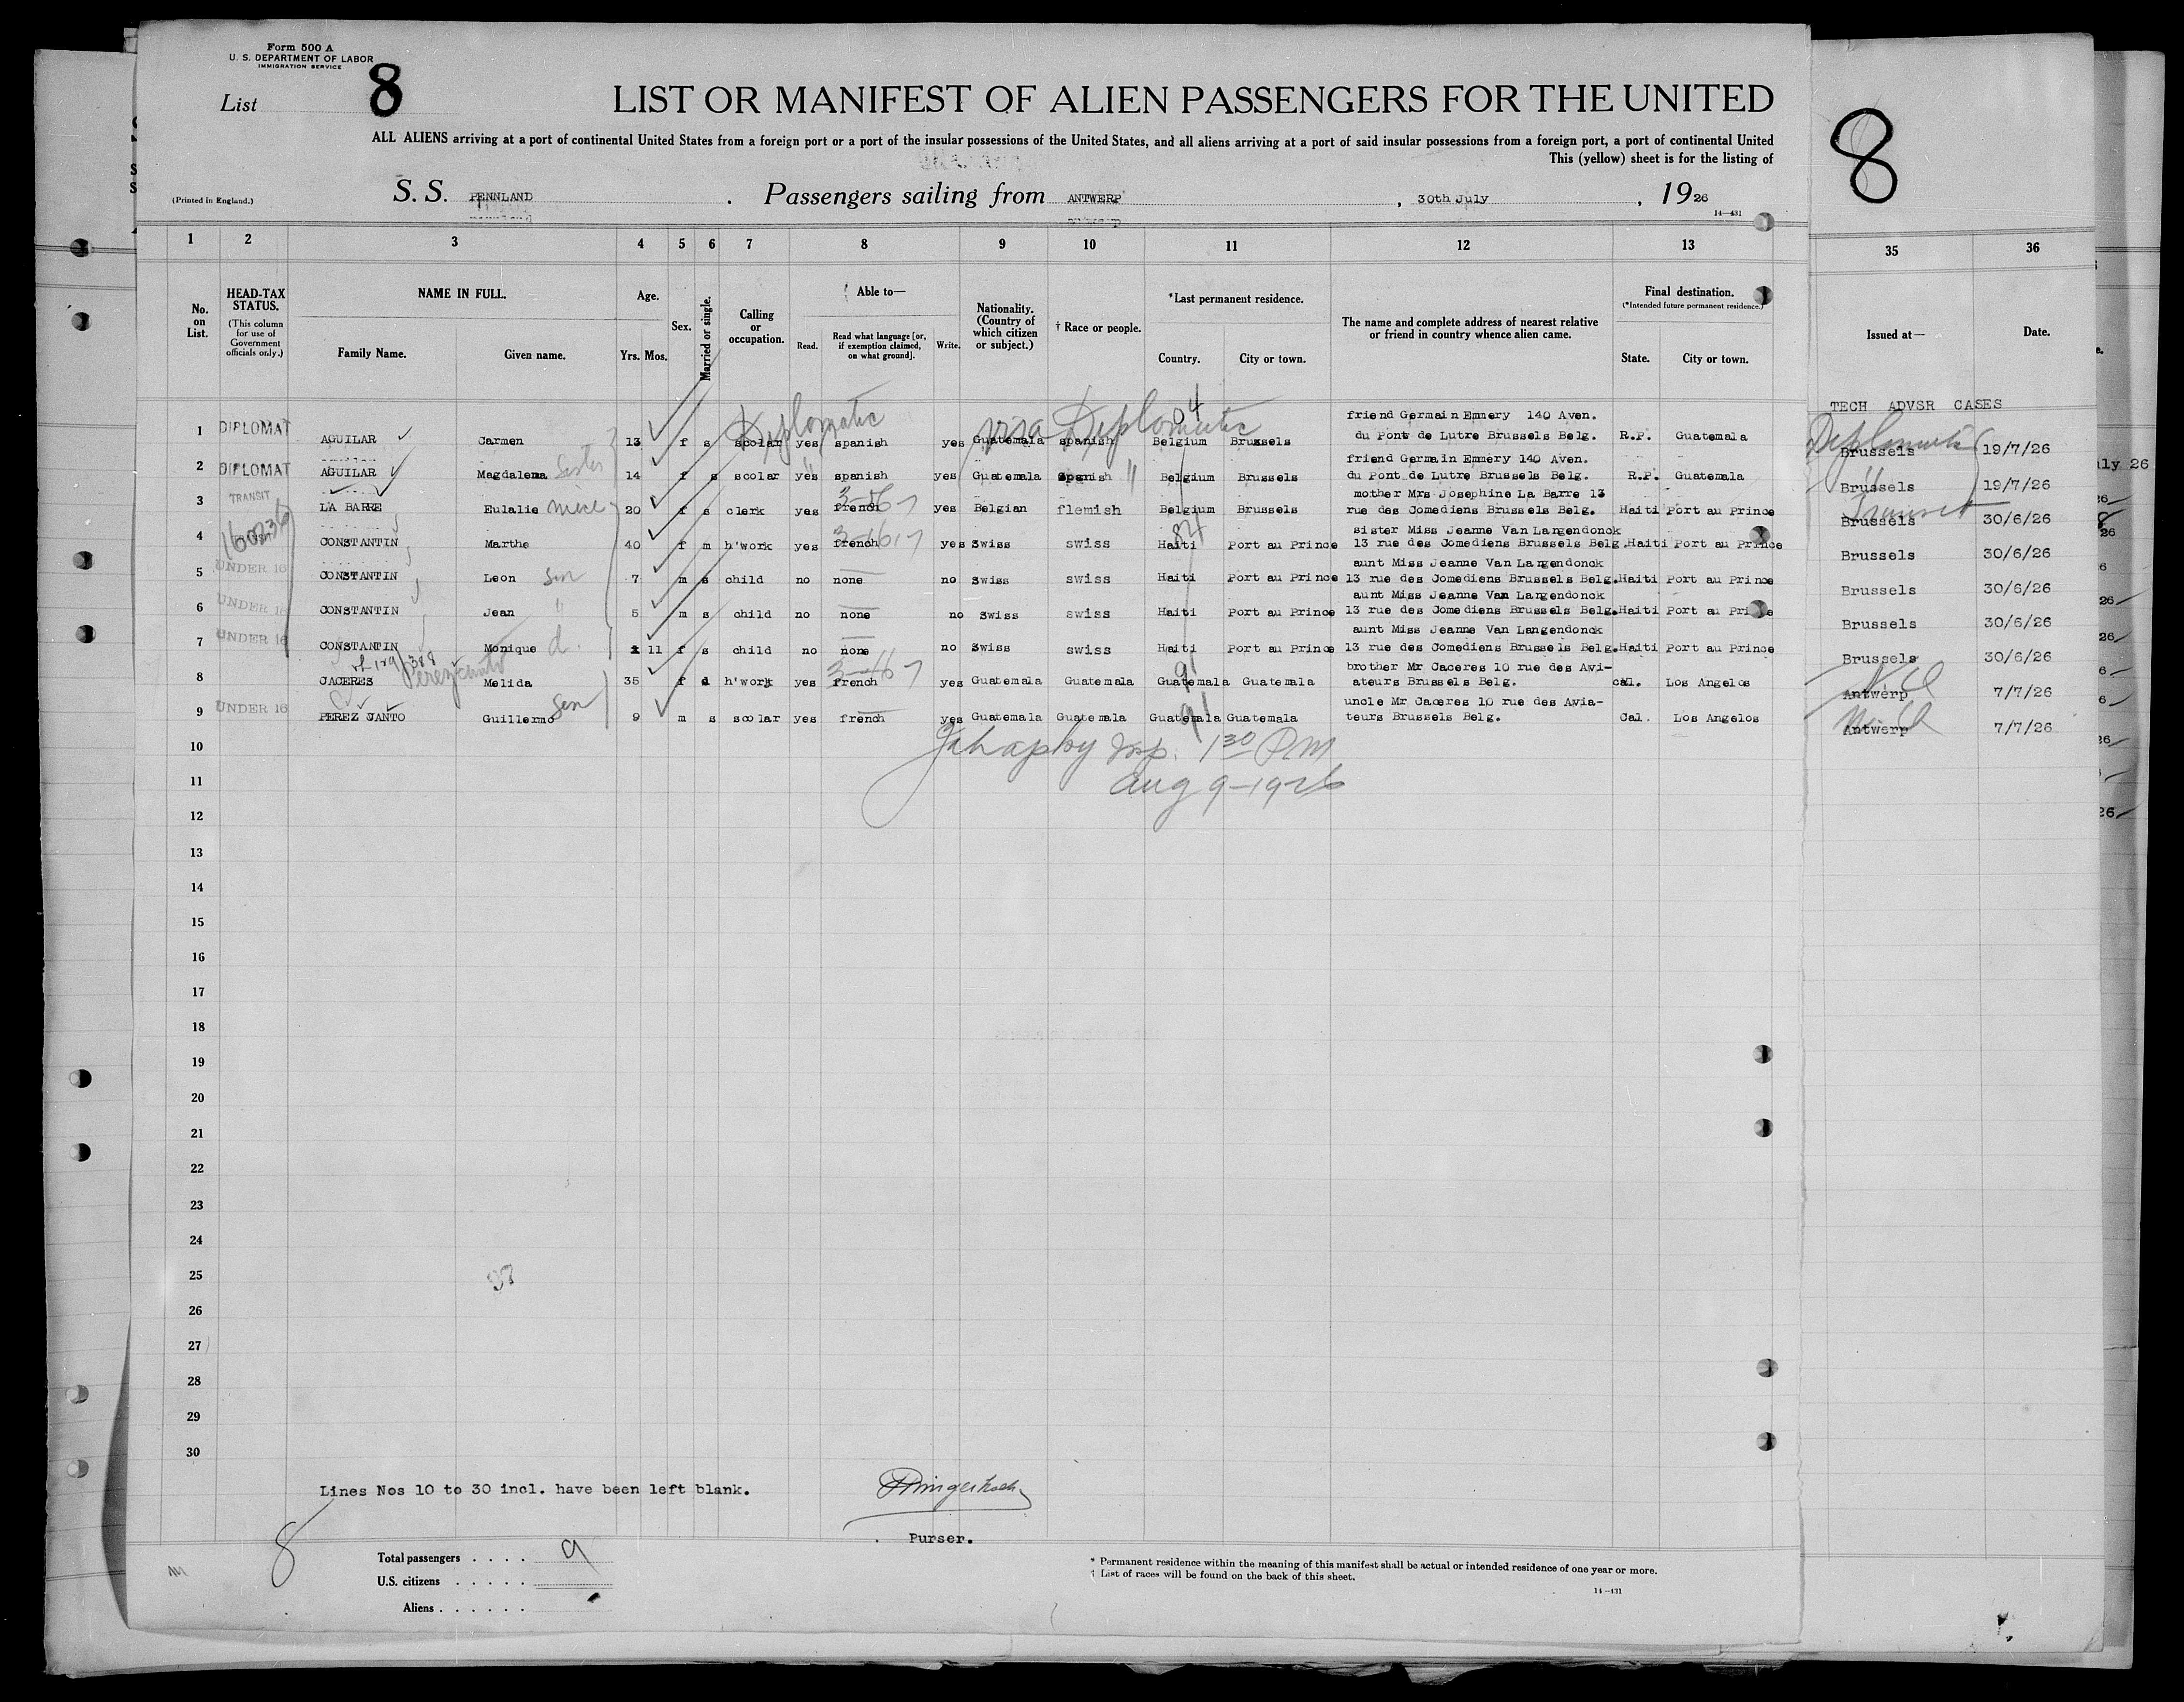 Form 500 A
U. S. DEPARTMENT OF LABOR
IMMIGRATION SERVICE
List 8
LIST OR MANIFEST OF ALIEN PASSENGERS FOR THE UNITED
ALL ALIENS arriving at a port of continental United States from a foreign port or a port of the insular possessions of the United States, and all aliens arriving at a port of said insular possessions from a foreign port, a port of continental United
This (yellow) sheet is for the listing of
(Printed in England.)
S. S. PENNLAND . Passengers sailing from ANTWERP , 30th July , 1926
14—431
8
1 2 3 4 5 6 7 8 9 10 11 12 13 35 36
No. on List.
HEAD-TAX STATUS.
(This column for use of Government officials only.)
NAME IN FULL.
Family Name. Given name.
Age.
Yrs. Mos.
Sex.
Married or single.
Calling or occupation.
Able to—
Read. Read what language [or, if exemption claimed, on what ground]. Write.
Nationality. (Country of which citizen or subject.)
† Race or people.
*Last permanent residence.
Country. City or town.
The name and complete address of nearest relative or friend in country whence alien came.
Final destination.
(*Intended future permanent residence.)
State. City or town.
Issued at—
Date.
TECH ADVSR CASES
Diplomatic visa Diplomatic 4 Diplomatic
friend Germain Emmery 140 Aven.
1 DIPLOMAT AGUILAR Carmen 13 f s scolar yes spanish yes Guatemala spanish Belgium Brussels du Pont de Lutre Brussels Belg. R.P. Guatemala Brussels 19/7/26
friend Germain Emmery 140 Aven.
2 DIPLOMAT AGUILAR Magdalema Sister 14 f s scolar yes spanish yes Guatemala Spanish " Belgium Brussels du Pont de Lutre Brussels Belg. R.P. Guatemala Brussels 19/7/26
mother Mrs Josephine La Barre 13
3 TRANSIT LA BARRE Eulalie niece 20 f s clerk yes french yes Belgian flemish Belgium Brussels rue des Comediens Brussels Belg. Haiti Port au Prince Transit Brussels 30/6/26
sister Miss Jeanne Van Langendonck
4 CONSTANTIN Marthe 40 f m h'work yes french yes Swiss swiss Haiti Port au Prince 13 rue des Comediens Brussels Belg. Haiti Port au Prince Brussels 30/6/26
aunt Miss Jeanne Van Langendonck
5 UNDER 16 CONSTANTIN Leon Son 7 m s child no none no Swiss swiss Haiti Port au Prince 13 rue des Comediens Brussels Belg. Haiti Port au Prince Brussels 30/6/26
aunt Miss Jeanne Van Langendonck
6 UNDER 16 CONSTANTIN Jean " 5 m s child no none no Swiss swiss Haiti Port au Prince 13 rue des Comediens Brussels Belg. Haiti Port au Prince Brussels 30/6/26
aunt Miss Jeanne Van Langendonck
7 UNDER 16 CONSTANTIN Monique d. 11 f s child no none no Swiss swiss Haiti Port au Prince 13 rue des Comediens Brussels Belg. Haiti Port au Prince Brussels 30/6/26
brother Mr Caceres 10 rue des Avi-
8 CACERES Melida 35 f d h'work yes french yes Guatemala Guatemala Guatemala Guatemala ateurs Brussels Belg. cal. Los Angelos Antwerp 7/7/26
uncle Mr Caceres 10 rue des Avia-
9 UNDER 16 PEREZ CANTO Guillermo Son 9 m s scolar yes french yes Guatemala Guatemala Guatemala Guatemala teurs Brussels Belg. Cal. Los Angelos Antwerp 7/7/26
10
1 30 PM
11
Aug 9-1926
12
13
14
15
16
17
18
19
20
21
22
23
24
25
26
27
28
29
30
Lines Nos 10 to 30 incl. have been left blank.
Purser.
8
Total passengers . . . . 9
U.S. citizens . . . . .
Aliens . . . . . .
* Permanent residence within the meaning of this manifest shall be actual or intended residence of one year or more.
† List of races will be found on the back of this sheet.
14—431